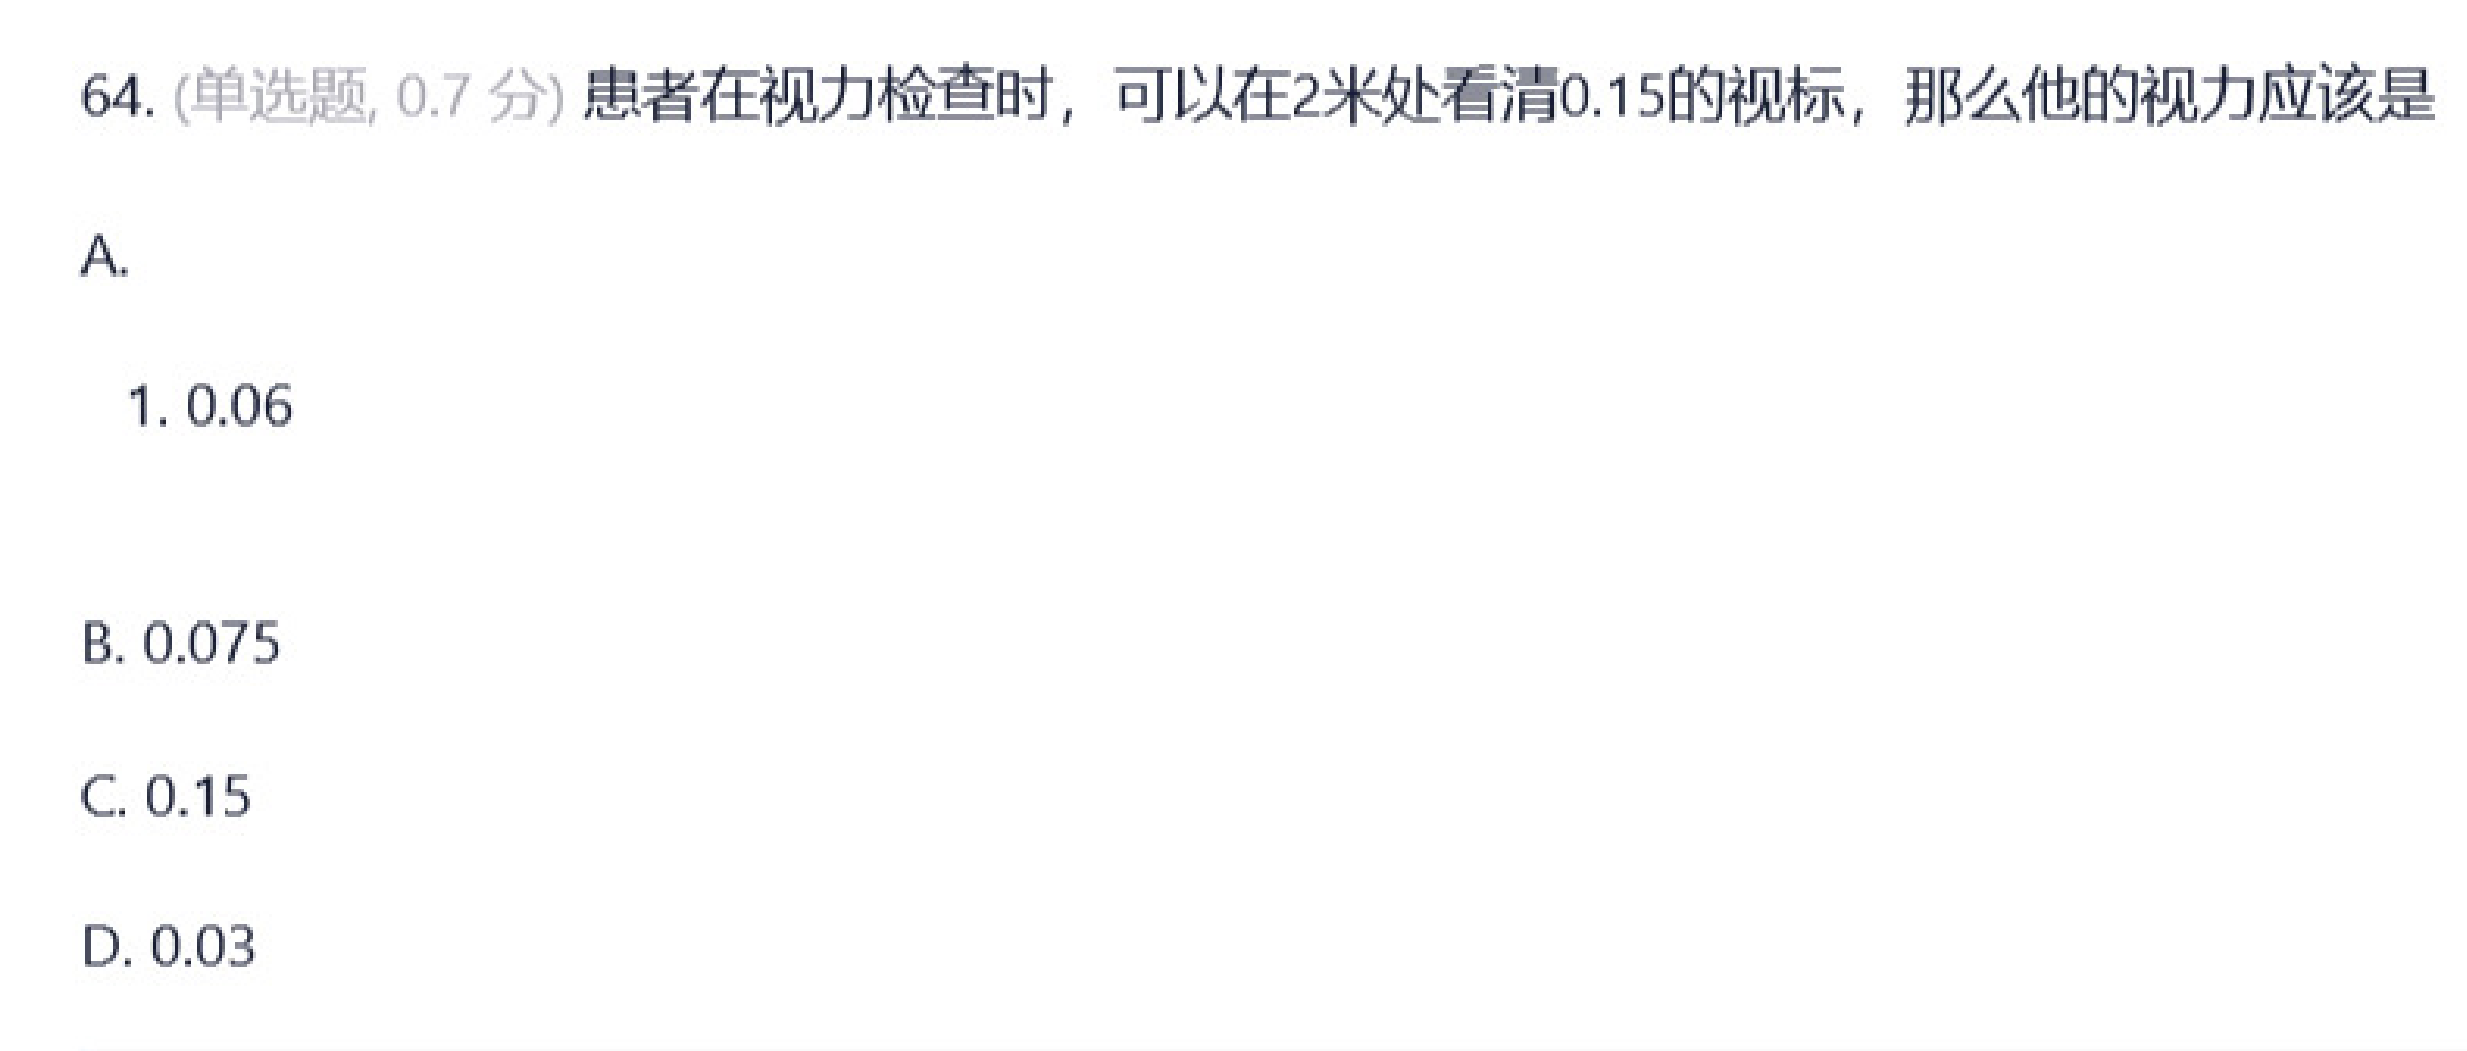 64. (单选题, 0.7 分) 患者在视力检查时，可以在2米处看清0.15的视标，那么他的视力应该是
A.
1. 0.06
B. 0.075
C. 0.15
D. 0.03